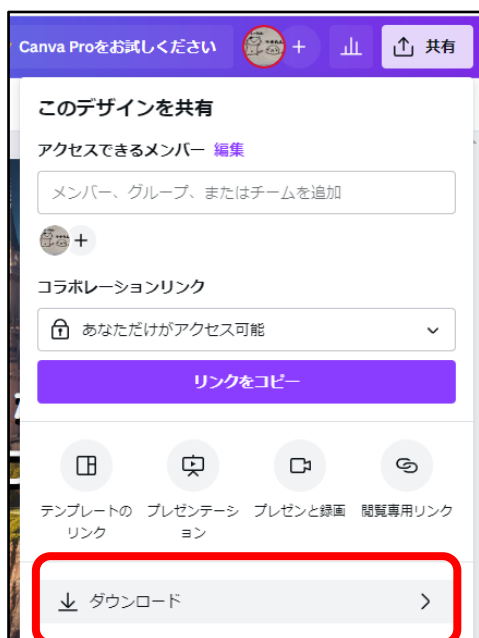 Canva Proをお試しください
共有
このデザインを共有
アクセスできるメンバー 編集
メンバー、グループ、またはチームを追加
コラボレーションリンク
あなただけがアクセス可能
リンクをコピー
テンプレートの
リンク
プレゼンテーシ
ョン
プレゼンと録画
閲覧専用リンク
ダウンロード